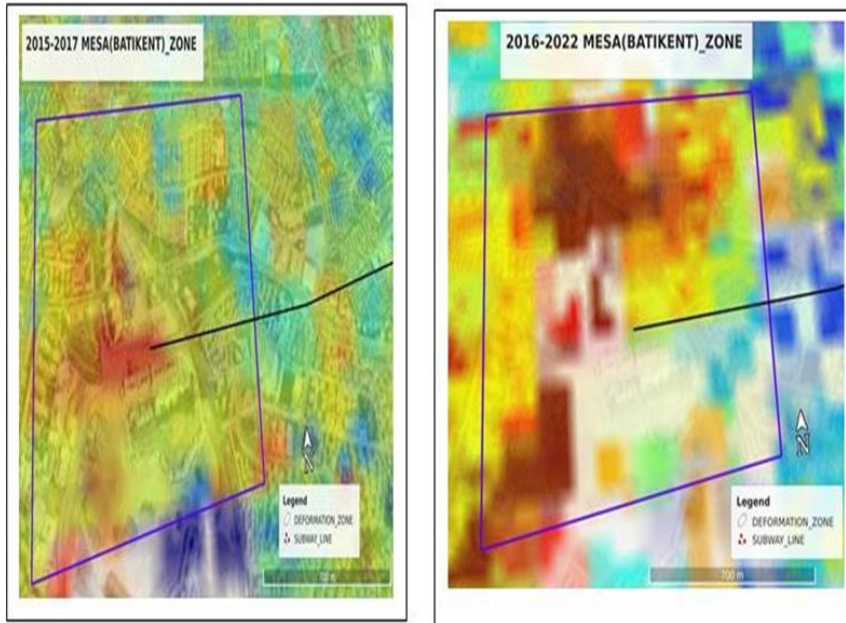 2015-2017 MESA(BATIKENT)_ZONE
N
Legend
DEFORMATION_ZONE
SUBWAY_LINE
2016-2022 MESA(BATIKENT)_ZONE
N
Legend
DEFORMATION_ZONE
SUBWAY_LINE
700 m